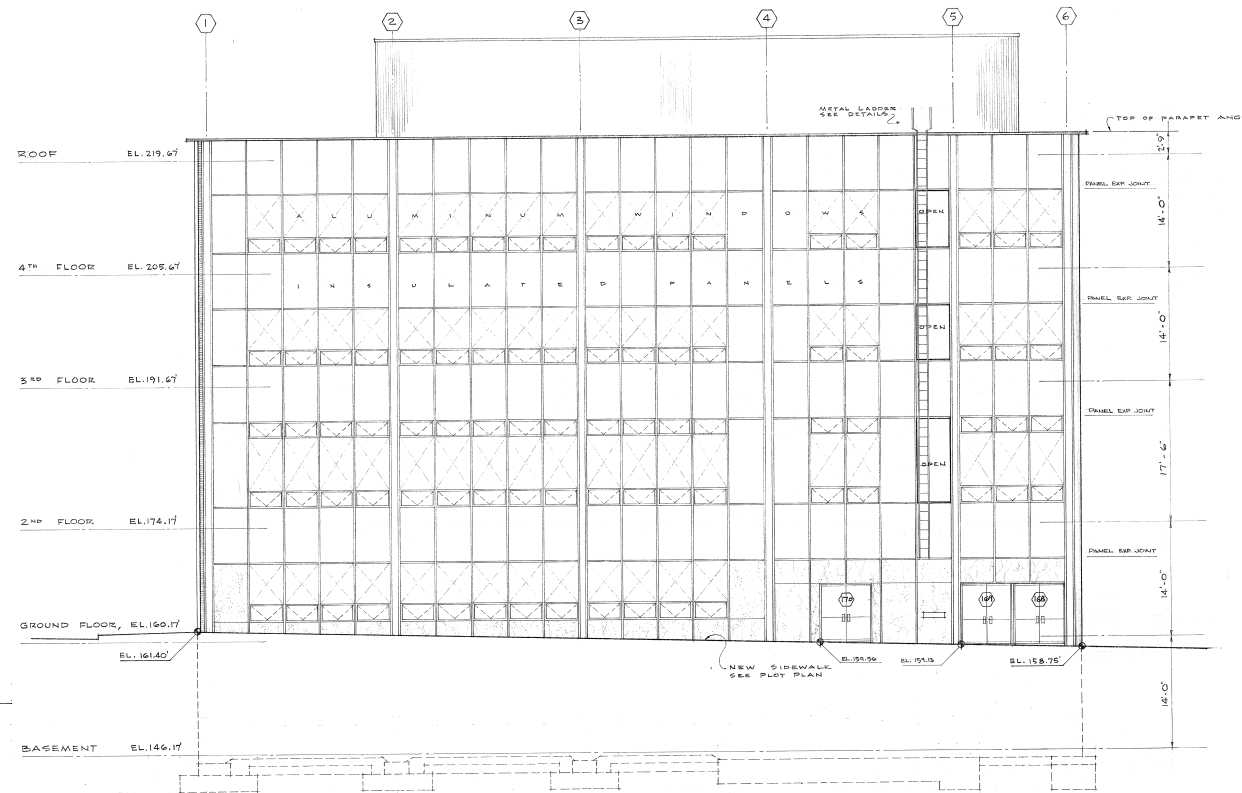 1 2 3 4 5 6
METAL LADDER
SEE DETAILS
TOP OF PARAPET ANG
ROOF EL. 219.67'
2'-9"
PANEL EXP. JOINT
ALUMINUM WINDOWS
OPEN
14'-0"
4TH FLOOR EL. 205.67'
INSULATED PANELS
PANEL EXP. JOINT
OPEN
14'-0"
3RD FLOOR EL. 191.67'
PANEL EXP. JOINT
OPEN
17'-6"
2ND FLOOR EL. 174.17'
PANEL EXP. JOINT
14'-0"
170 169 168
GROUND FLOOR, EL. 160.17'
EL. 161.40'
EL. 159.56
EL. 159.13
EL. 158.75'
NEW SIDEWALK
SEE PLOT PLAN
14'-0"
BASEMENT EL. 146.17'